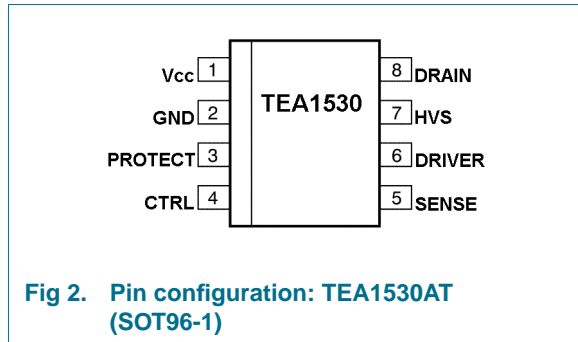 Vcc 1 8 DRAIN
TEA1530
GND 2 7 HVS
PROTECT 3 6 DRIVER
CTRL 4 5 SENSE
Fig 2. Pin configuration: TEA1530AT
(SOT96-1)